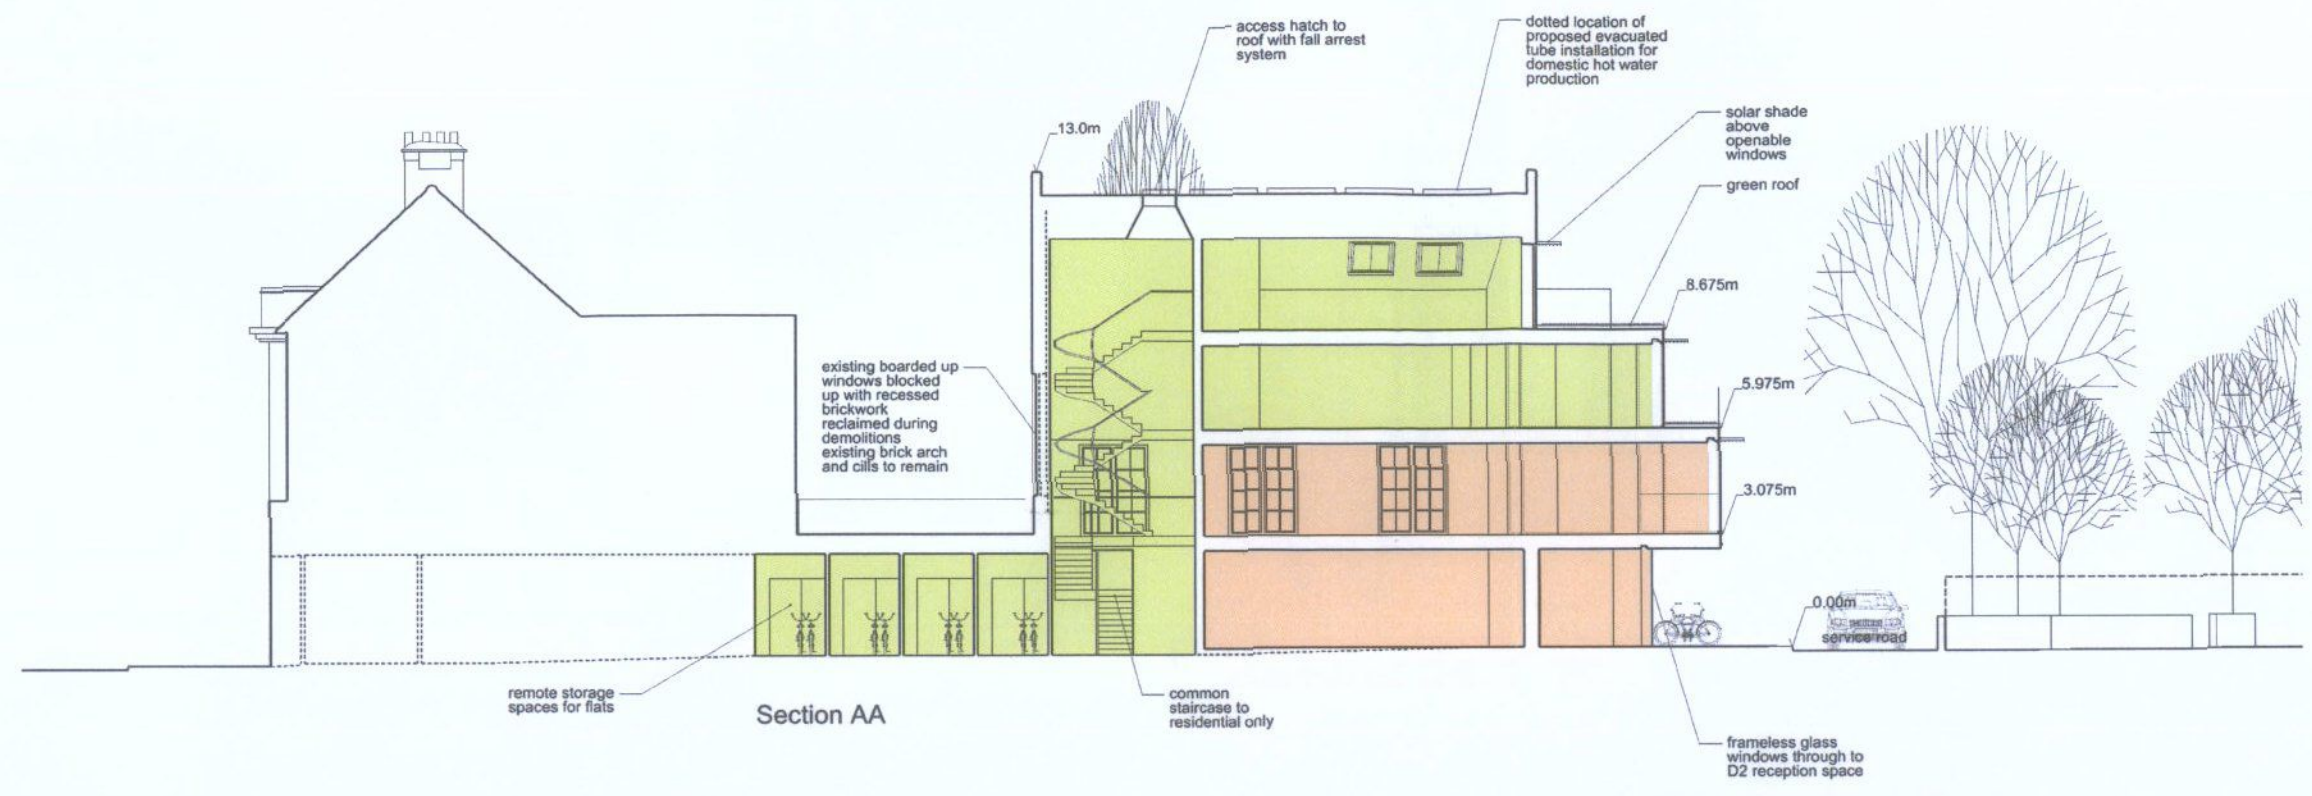 access hatch to
roof with fall arrest
system
dotted location of
proposed evacuated
tube installation for
domestic hot water
production
13.0m
solar shade
above
openable
windows
green roof
8.675m
existing boarded up
windows blocked
up with recessed
brickwork
reclaimed during
demolitions
existing brick arch
and cills to remain
5.975m
3.075m
0.00m
service road
remote storage
spaces for flats
Section AA
common
staircase to
residential only
frameless glass
windows through to
D2 reception space